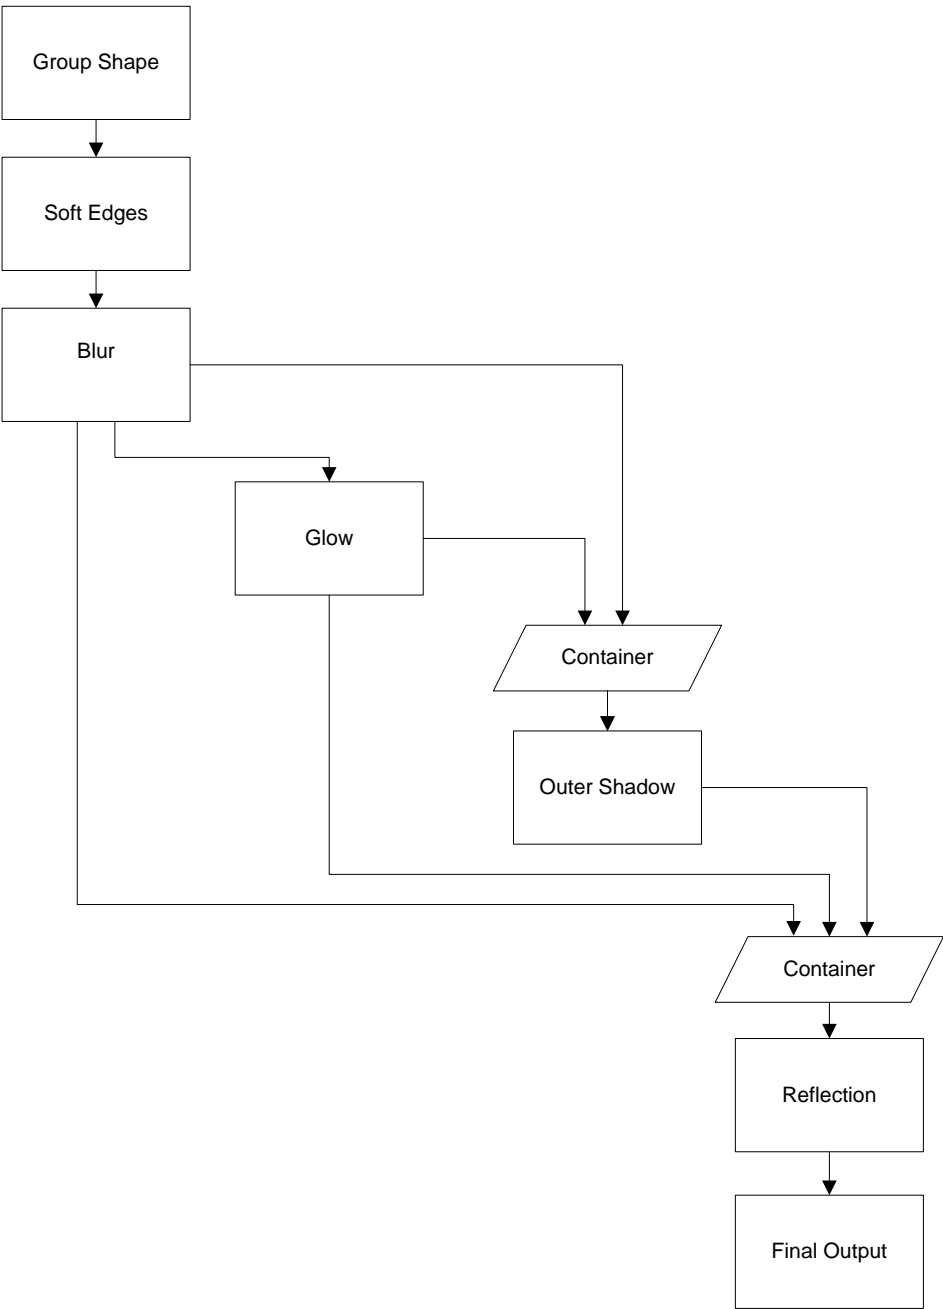 Group Shape
Soft Edges
Blur
Glow
Container
Outer Shadow
Container
Reflection
Final Output